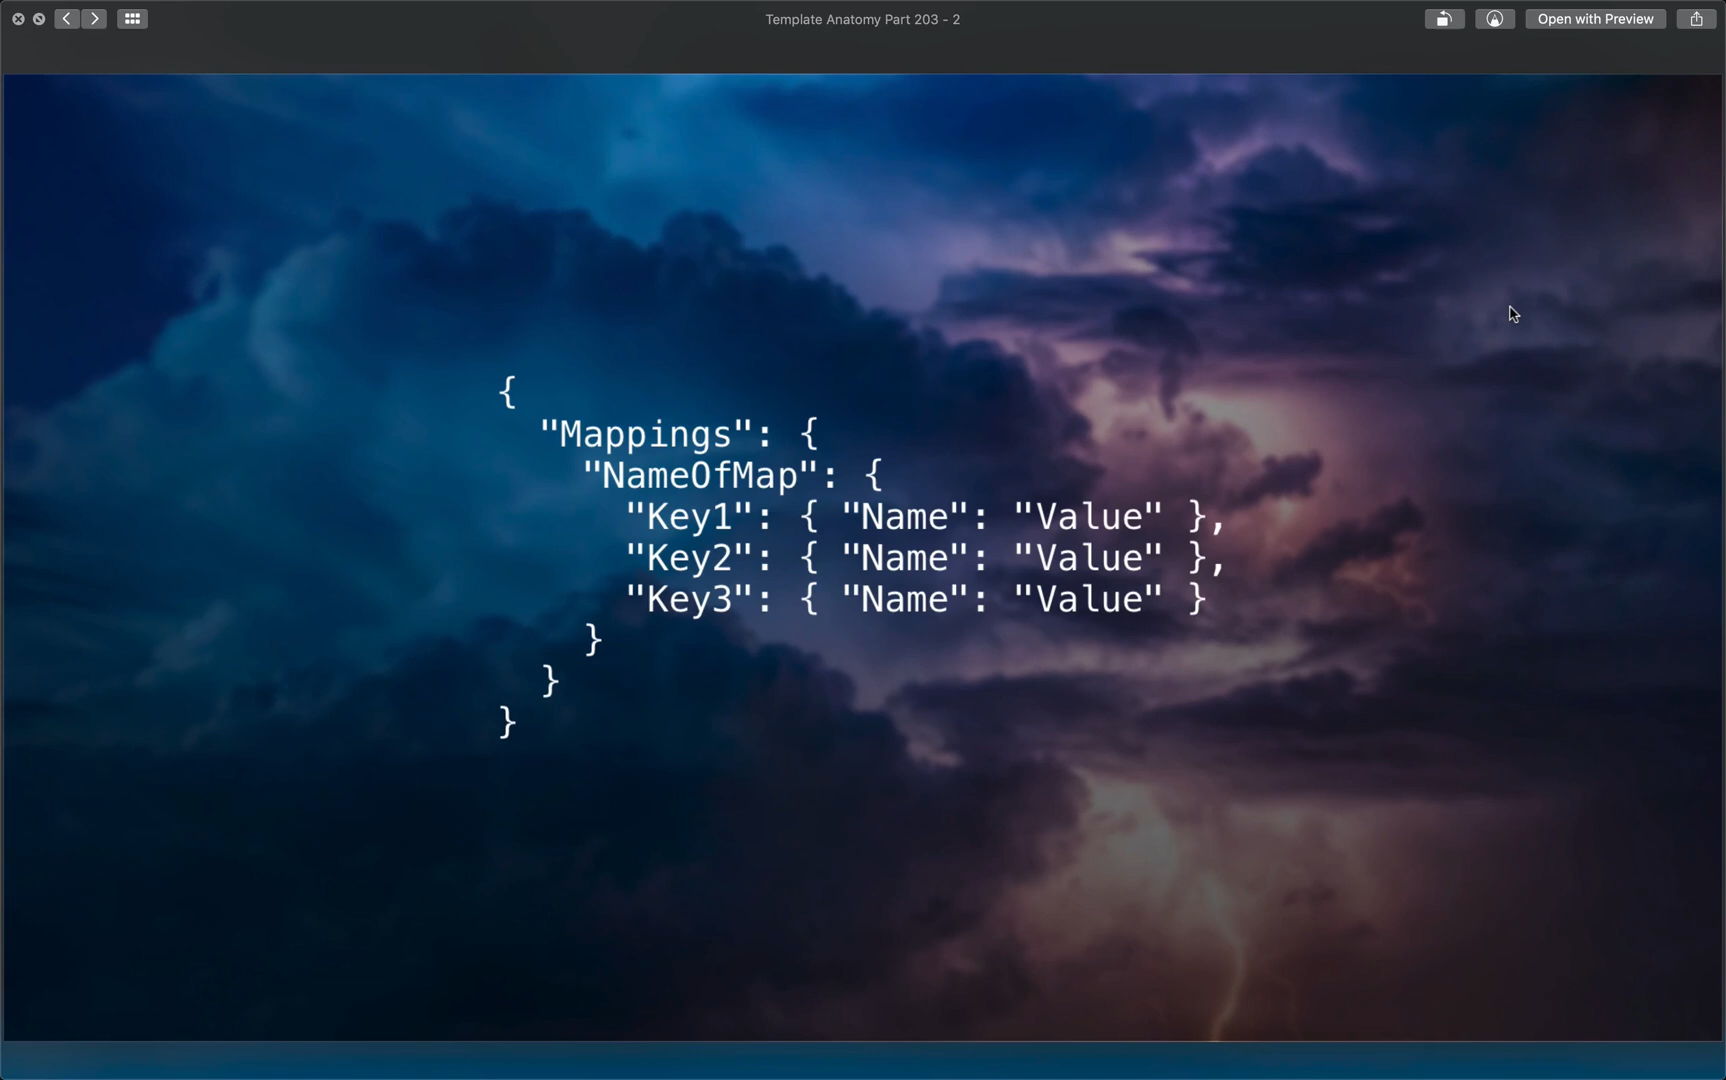 Template Anatomy Part 203 - 2
Open with Preview
{
"Mappings": {
"NameOfMap": {
"Key1": { "Name": "Value" },
"Key2": { "Name": "Value" },
"Key3": { "Name": "Value" }
}
}
}